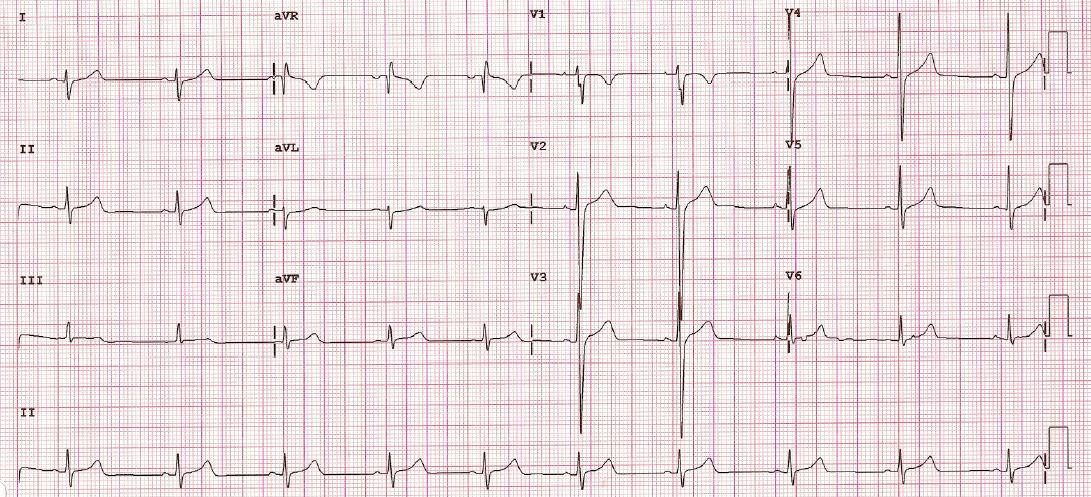 I aVR V1 V4
II aVL V2 V5
III aVF V3 V6
II